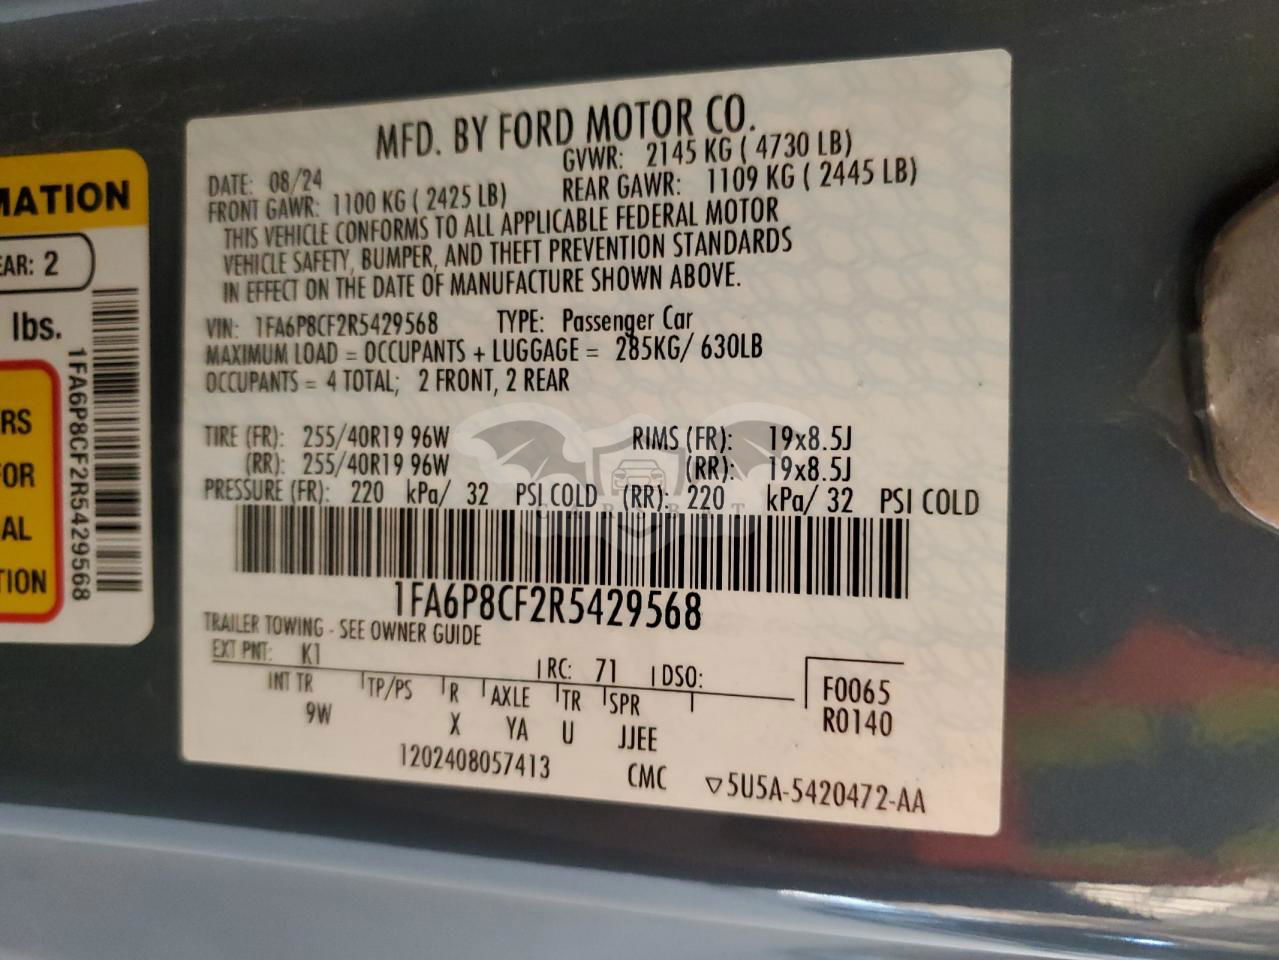 MFD. BY FORD MOTOR CO.
DATE: 08/24 GVWR: 2145 KG ( 4730 LB)
FRONT GAWR: 1100 KG ( 2425 LB) REAR GAWR: 1109 KG ( 2445 LB)
THIS VEHICLE CONFORMS TO ALL APPLICABLE FEDERAL MOTOR
VEHICLE SAFETY, BUMPER, AND THEFT PREVENTION STANDARDS
IN EFFECT ON THE DATE OF MANUFACTURE SHOWN ABOVE.
VIN: 1FA6P8CF2R5429568 TYPE: Passenger Car
MAXIMUM LOAD = OCCUPANTS + LUGGAGE = 285KG/ 630LB
OCCUPANTS = 4 TOTAL; 2 FRONT, 2 REAR
TIRE (FR): 255/40R19 96W RIMS (FR): 19x8.5J
(RR): 255/40R19 96W (RR): 19x8.5J
PRESSURE (FR): 220 kPa/ 32 PSI COLD (RR): 220 kPa/ 32 PSI COLD
1FA6P8CF2R5429568
TRAILER TOWING - SEE OWNER GUIDE
EXT PNT: K1 RC: 71 DSO:
INT TR TP/PS R AXLE TR SPR
9W X YA U JJEE
F0065
R0140
1202408057413 CMC 5U5A-5420472-AA
MATION
EAR: 2
lbs.
1FA6P8CF2R5429568
RS
FOR
AL
TION